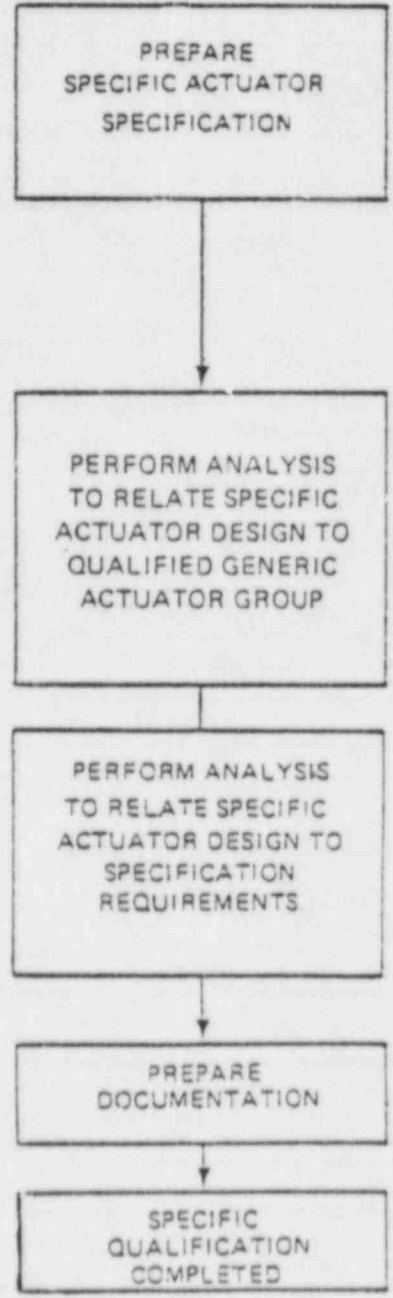 PREPARE
SPECIFIC ACTUATOR
SPECIFICATION
PERFORM ANALYSIS
TO RELATE SPECIFIC
ACTUATOR DESIGN TO
QUALIFIED GENERIC
ACTUATOR GROUP
PERFORM ANALYSIS
TO RELATE SPECIFIC
ACTUATOR DESIGN TO
SPECIFICATION
REQUIREMENTS
PREPARE
DOCUMENTATION
SPECIFIC
QUALIFICATION
COMPLETED